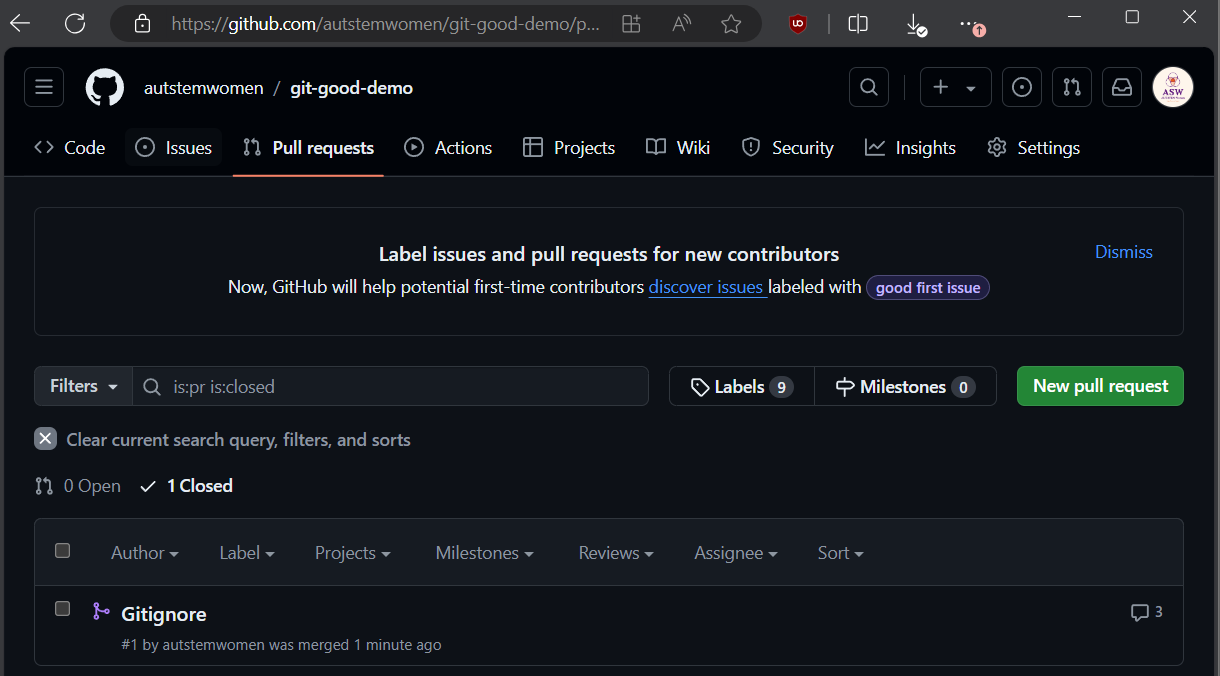 https://github.com/autstemwomen/git-good-demo/p...
autstemwomen / git-good-demo
ASW
Code Issues Pull requests Actions Projects Wiki Security Insights Settings
Label issues and pull requests for new contributors
Dismiss
Now, GitHub will help potential first-time contributors discover issues labeled with good first issue
Filters is:pr is:closed Labels 9 Milestones 0 New pull request
Clear current search query, filters, and sorts
0 Open 1 Closed
Author Label Projects Milestones Reviews Assignee Sort
Gitignore 3
#1 by autstemwomen was merged 1 minute ago